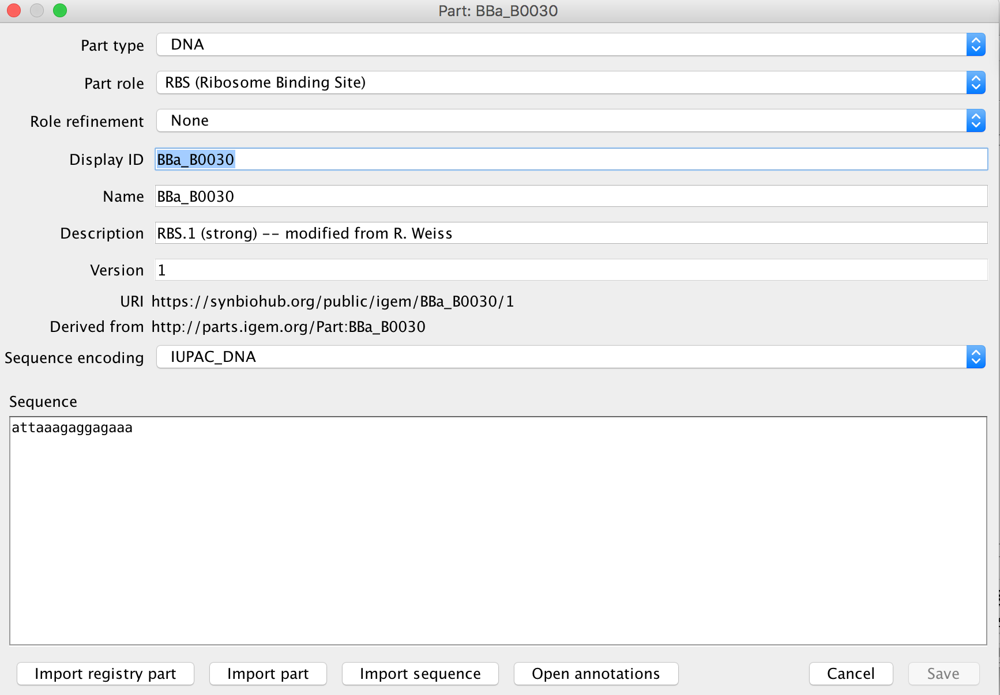 Part: BBa_B0030
Part type DNA
Part role RBS (Ribosome Binding Site)
Role refinement None
Display ID BBa_B0030
Name BBa_B0030
Description RBS.1 (strong) -- modified from R. Weiss
Version 1
URI https://synbiohub.org/public/igem/BBa_B0030/1
Derived from http://parts.igem.org/Part:BBa_B0030
Sequence encoding IUPAC_DNA
Sequence
attaaagaggagaaa
Import registry part Import part Import sequence Open annotations Cancel Save